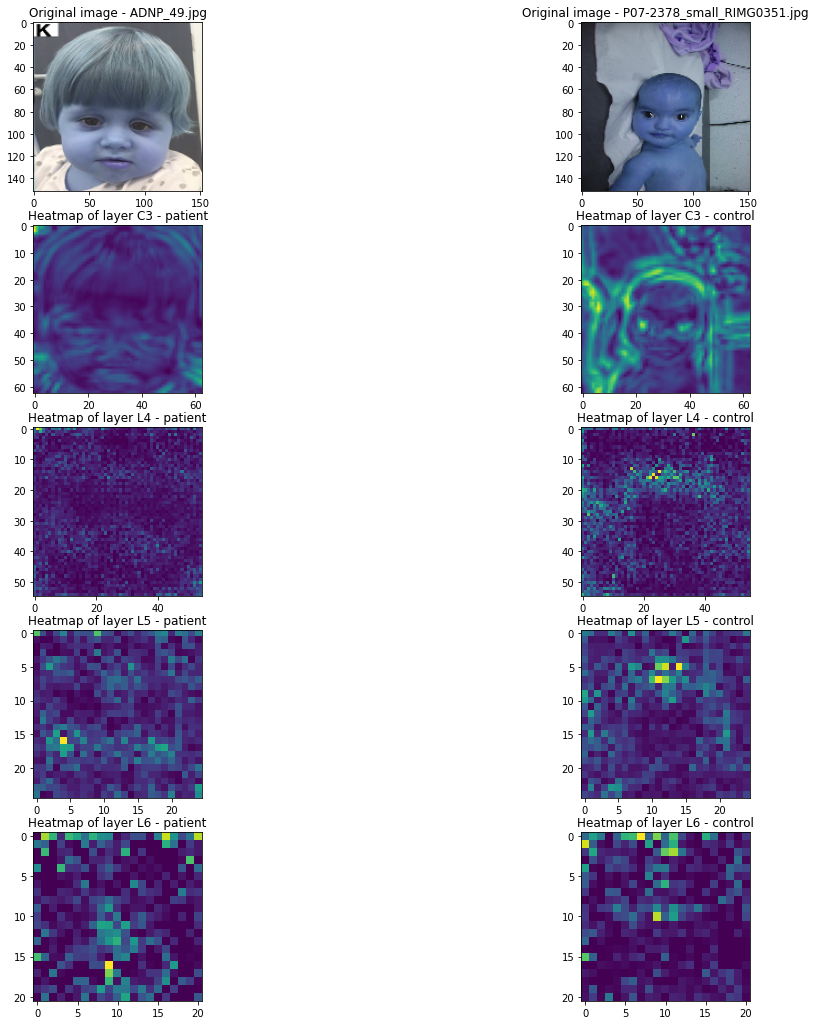 Original image - ADNP_49.jpg
Original image - P07-2378_small_RIMG0351.jpg
K
0
20
40
60
80
100
120
140
0 50 100 150
0
20
40
60
80
100
120
140
0 50 100 150
Heatmap of layer C3 - patient
Heatmap of layer C3 - control
0
10
20
30
40
50
60
0 20 40 60
0
10
20
30
40
50
60
0 20 40 60
Heatmap of layer L4 - patient
Heatmap of layer L4 - control
0
10
20
30
40
50
0 20 40
0
10
20
30
40
50
0 20 40
Heatmap of layer L5 - patient
Heatmap of layer L5 - control
0
5
10
15
20
0 5 10 15 20
0
5
10
15
20
0 5 10 15 20
Heatmap of layer L6 - patient
Heatmap of layer L6 - control
0
5
10
15
20
0 5 10 15 20
0
5
10
15
20
0 5 10 15 20